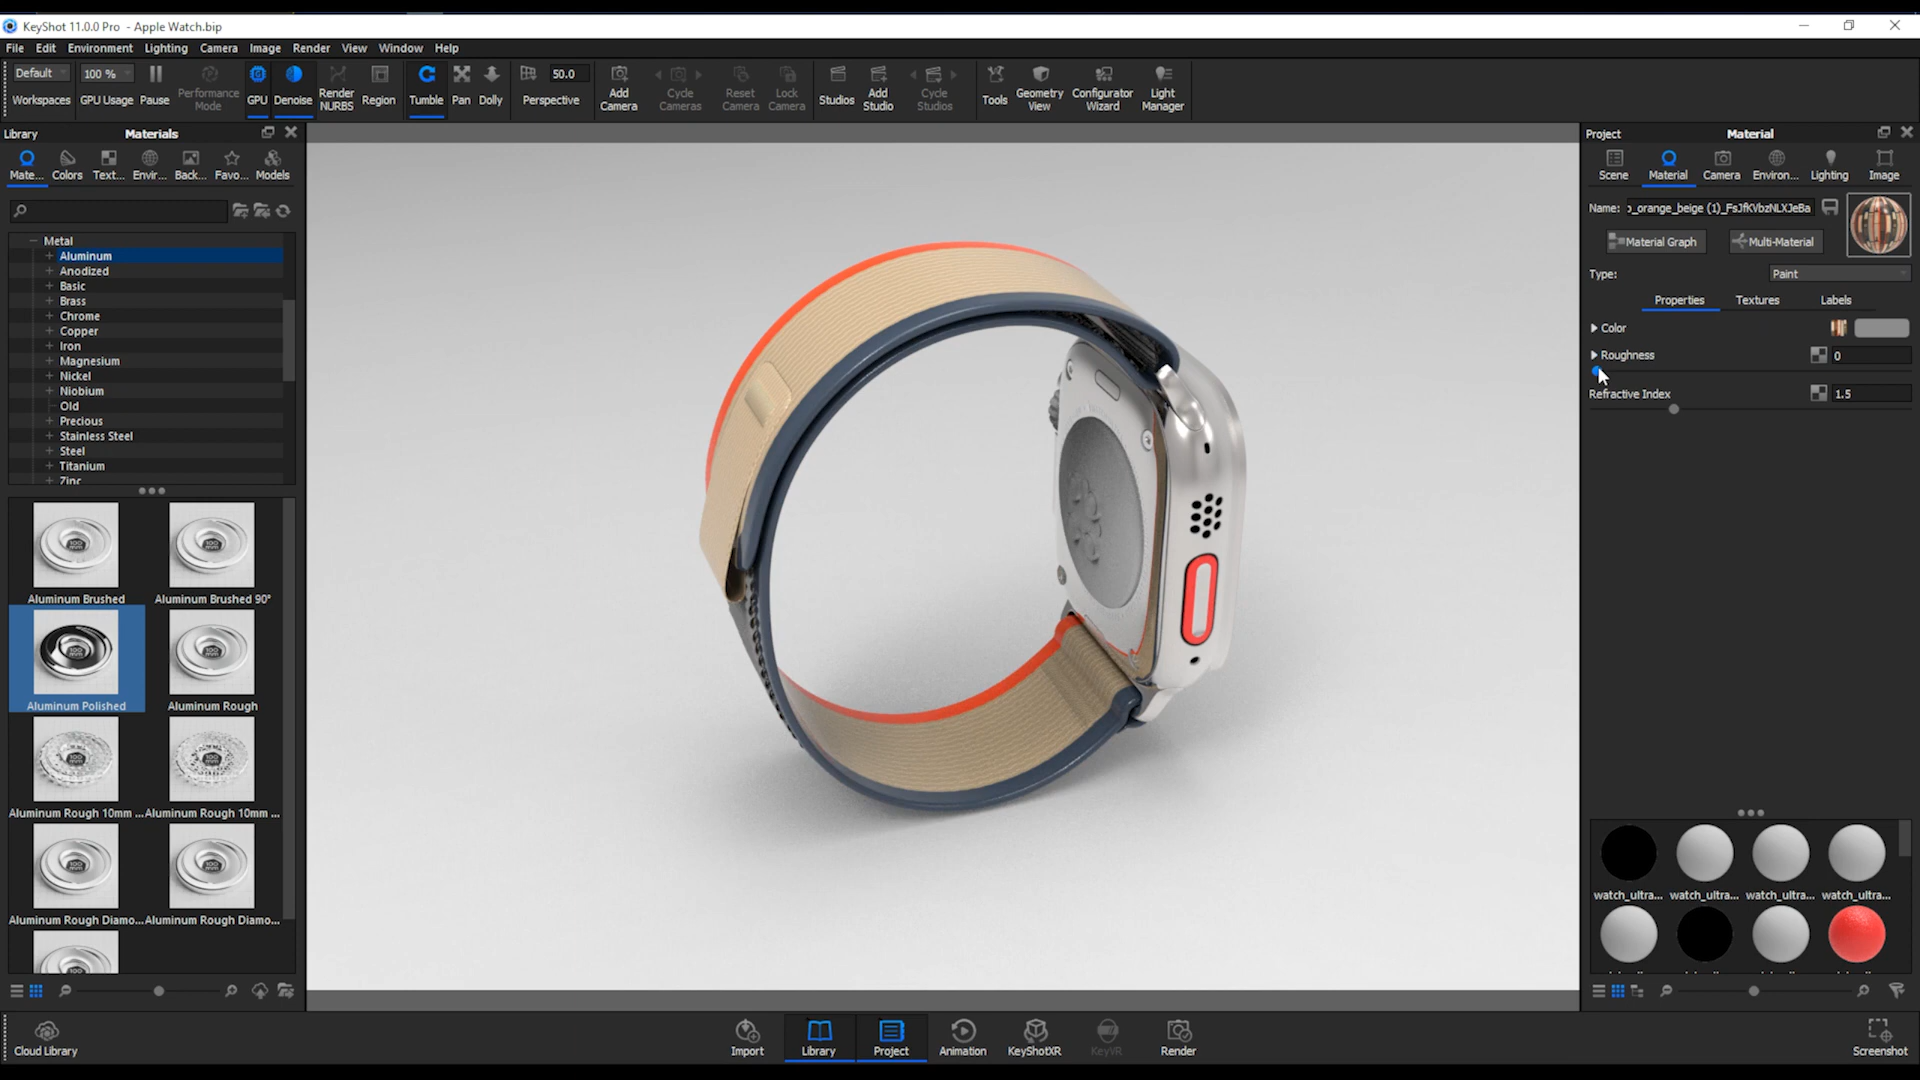 KeyShot 11.0.0 Pro - Apple Watch.bip
File Edit Environment Lighting Camera Image Render View Window Help
Default 100 % 50.0
Workspaces GPU Usage Pause Performance Mode GPU Denoise Render NURBS Region Tumble Pan Dolly Perspective Add Camera Cycle Cameras Reset Camera Lock Camera Studios Add Studio Cycle Studios Tools Geometry View Configurator Wizard Light Manager
Library Materials
Mate... Colors Text... Envir... Back... Favo... Models
Metal
Aluminum
Anodized
Basic
Brass
Chrome
Copper
Iron
Magnesium
Nickel
Niobium
Old
Precious
Stainless Steel
Steel
Titanium
Zinc
Aluminum Brushed Aluminum Brushed 90°
Aluminum Polished Aluminum Rough
Aluminum Rough 10mm ... Aluminum Rough 10mm ...
Aluminum Rough Diamo... Aluminum Rough Diamo...
Project Material
Scene Material Camera Environ... Lighting Image
Name: o_orange_beige (1)_FsJfKVbzNLXJeBa
Material Graph Multi-Material
Type: Paint
Properties Textures Labels
Color
Roughness 0
Refractive Index 1.5
watch_ultra... watch_ultra... watch_ultra... watch_ultra...
Cloud Library Import Library Project Animation KeyShotXR KeyVR Render Screenshot